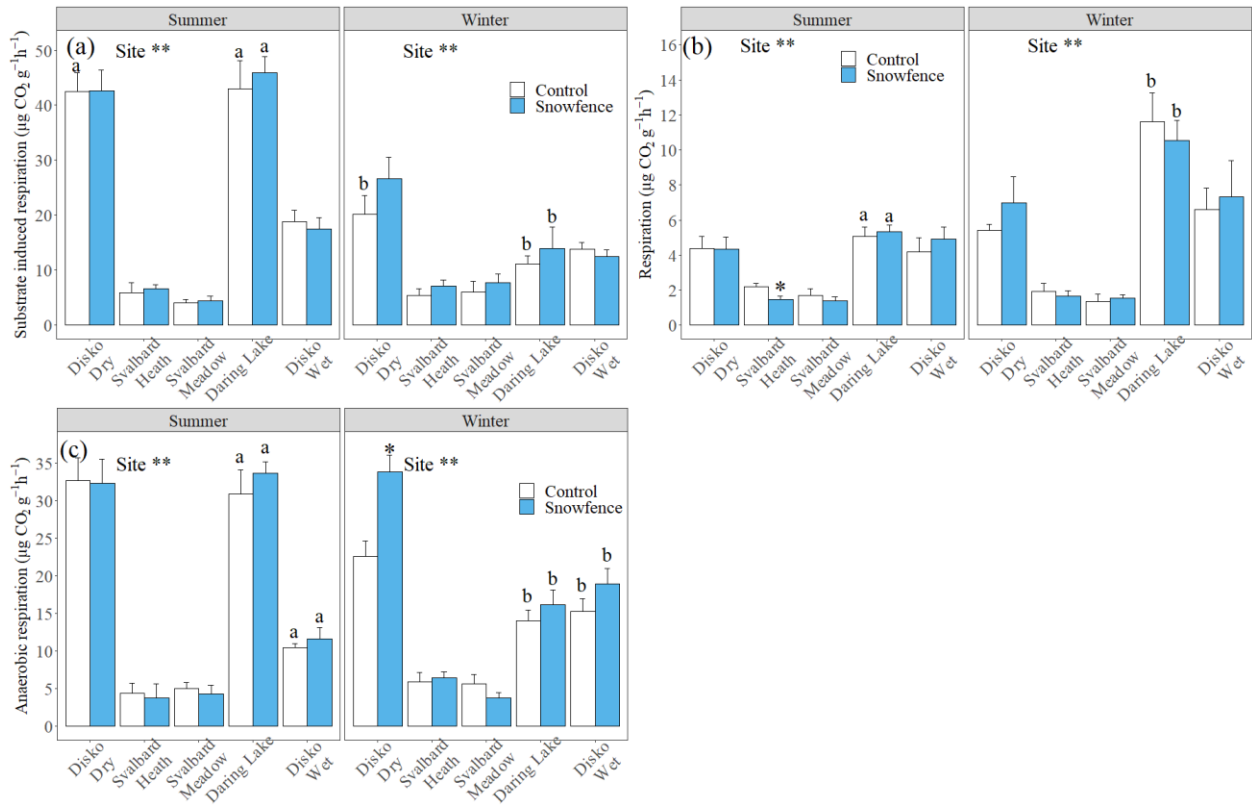 Summer
Winter
(a)
Site **
Site **
a
a
a
b
b
b
Control
Snowfence
Substrate induced respiration (µg CO₂ g⁻¹h⁻¹)
50
40
30
20
10
0
Disko Dry
Svalbard Heath
Svalbard Meadow
Daring Lake
Disko Wet
Disko Dry
Svalbard Heath
Svalbard Meadow
Daring Lake
Disko Wet
Summer
Winter
(b)
Site **
Site **
Control
Snowfence
*
a
a
b
b
Respiration (µg CO₂ g⁻¹h⁻¹)
16
14
12
10
8
6
4
2
0
Disko Dry
Svalbard Heath
Svalbard Meadow
Daring Lake
Disko Wet
Disko Dry
Svalbard Heath
Svalbard Meadow
Daring Lake
Disko Wet
Summer
Winter
(c)
Site **
Site **
a
a
a
a
*
b
b
b
b
Control
Snowfence
Anaerobic respiration (µg CO₂ g⁻¹h⁻¹)
35
30
25
20
15
10
5
0
Disko Dry
Svalbard Heath
Svalbard Meadow
Daring Lake
Disko Wet
Disko Dry
Svalbard Heath
Svalbard Meadow
Daring Lake
Disko Wet